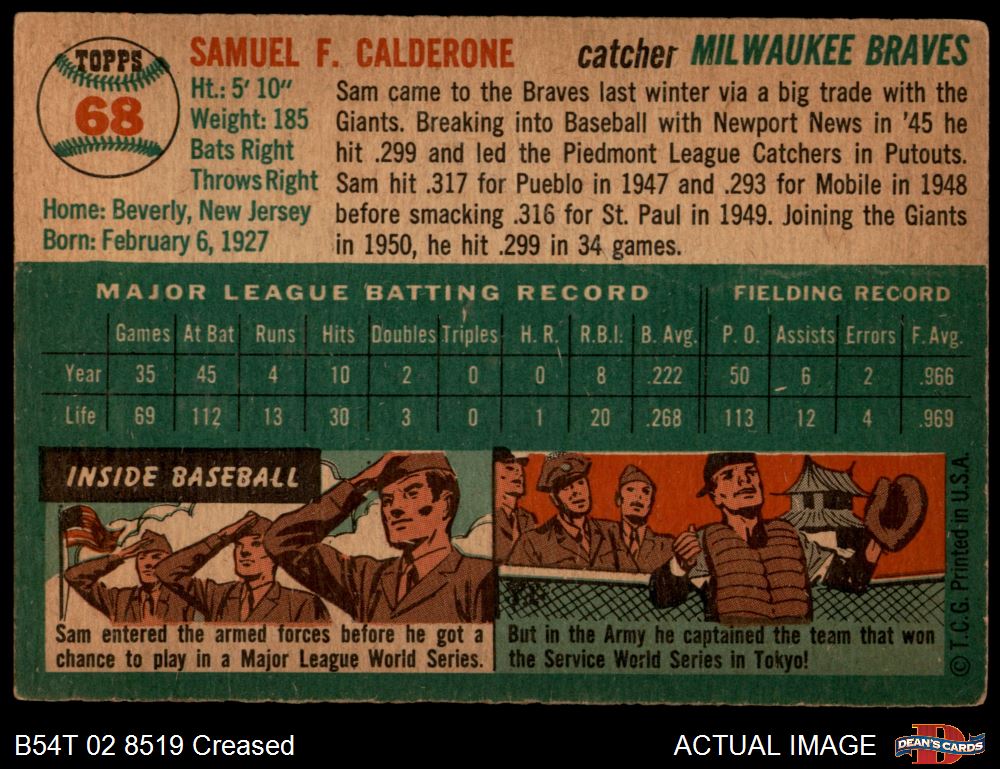 TOPPS
68
SAMUEL F. CALDERONE catcher MILWAUKEE BRAVES
Ht.: 5' 10"
Weight: 185
Bats Right
Throws Right
Home: Beverly, New Jersey
Born: February 6, 1927
Sam came to the Braves last winter via a big trade with the
Giants. Breaking into Baseball with Newport News in '45 he
hit .299 and led the Piedmont League Catchers in Putouts.
Sam hit .317 for Pueblo in 1947 and .293 for Mobile in 1948
before smacking .316 for St. Paul in 1949. Joining the Giants
in 1950, he hit .299 in 34 games.
MAJOR LEAGUE BATTING RECORD FIELDING RECORD
Games At Bat Runs Hits Doubles Triples H. R. R.B.I. B. Avg. P. O. Assists Errors F. Avg.
Year 35 45 4 10 2 0 0 8 .222 50 6 2 .966
Life 69 112 13 30 3 0 1 20 .268 113 12 4 .969
INSIDE BASEBALL
Sam entered the armed forces before he got a
chance to play in a Major League World Series.
But in the Army he captained the team that won
the Service World Series in Tokyo!
© T.C.G. Printed in U.S.A.
B54T 02 8519 Creased
ACTUAL IMAGE
DEAN'S CARDS